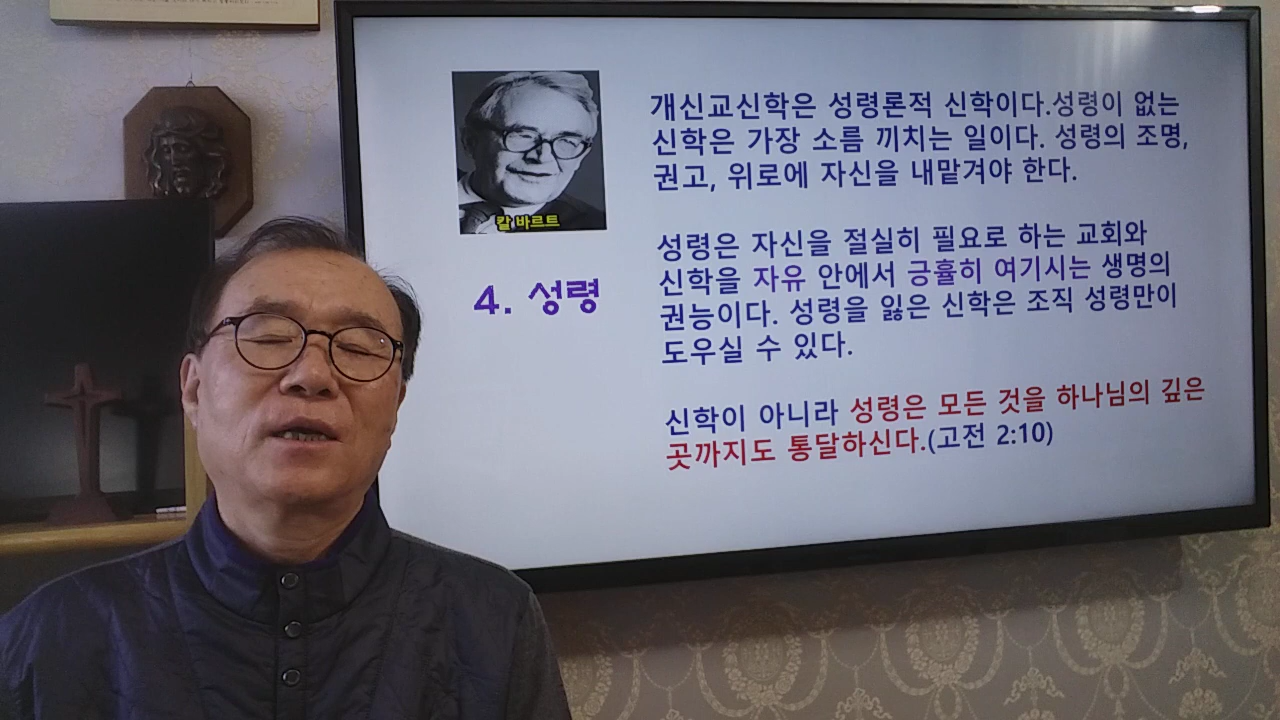 개신교신학은 성령론적 신학이다.성령이 없는
신학은 가장 소름 끼치는 일이다. 성령의 조명,
권고, 위로에 자신을 내맡겨야 한다.
칼 바르트
4. 성령
성령은 자신을 절실히 필요로 하는 교회와
신학을 자유 안에서 긍휼히 여기시는 생명의
권능이다. 성령을 잃은 신학은 조직 성령만이
도우실 수 있다.
신학이 아니라 성령은 모든 것을 하나님의 깊은
곳까지도 통달하신다.(고전 2:10)